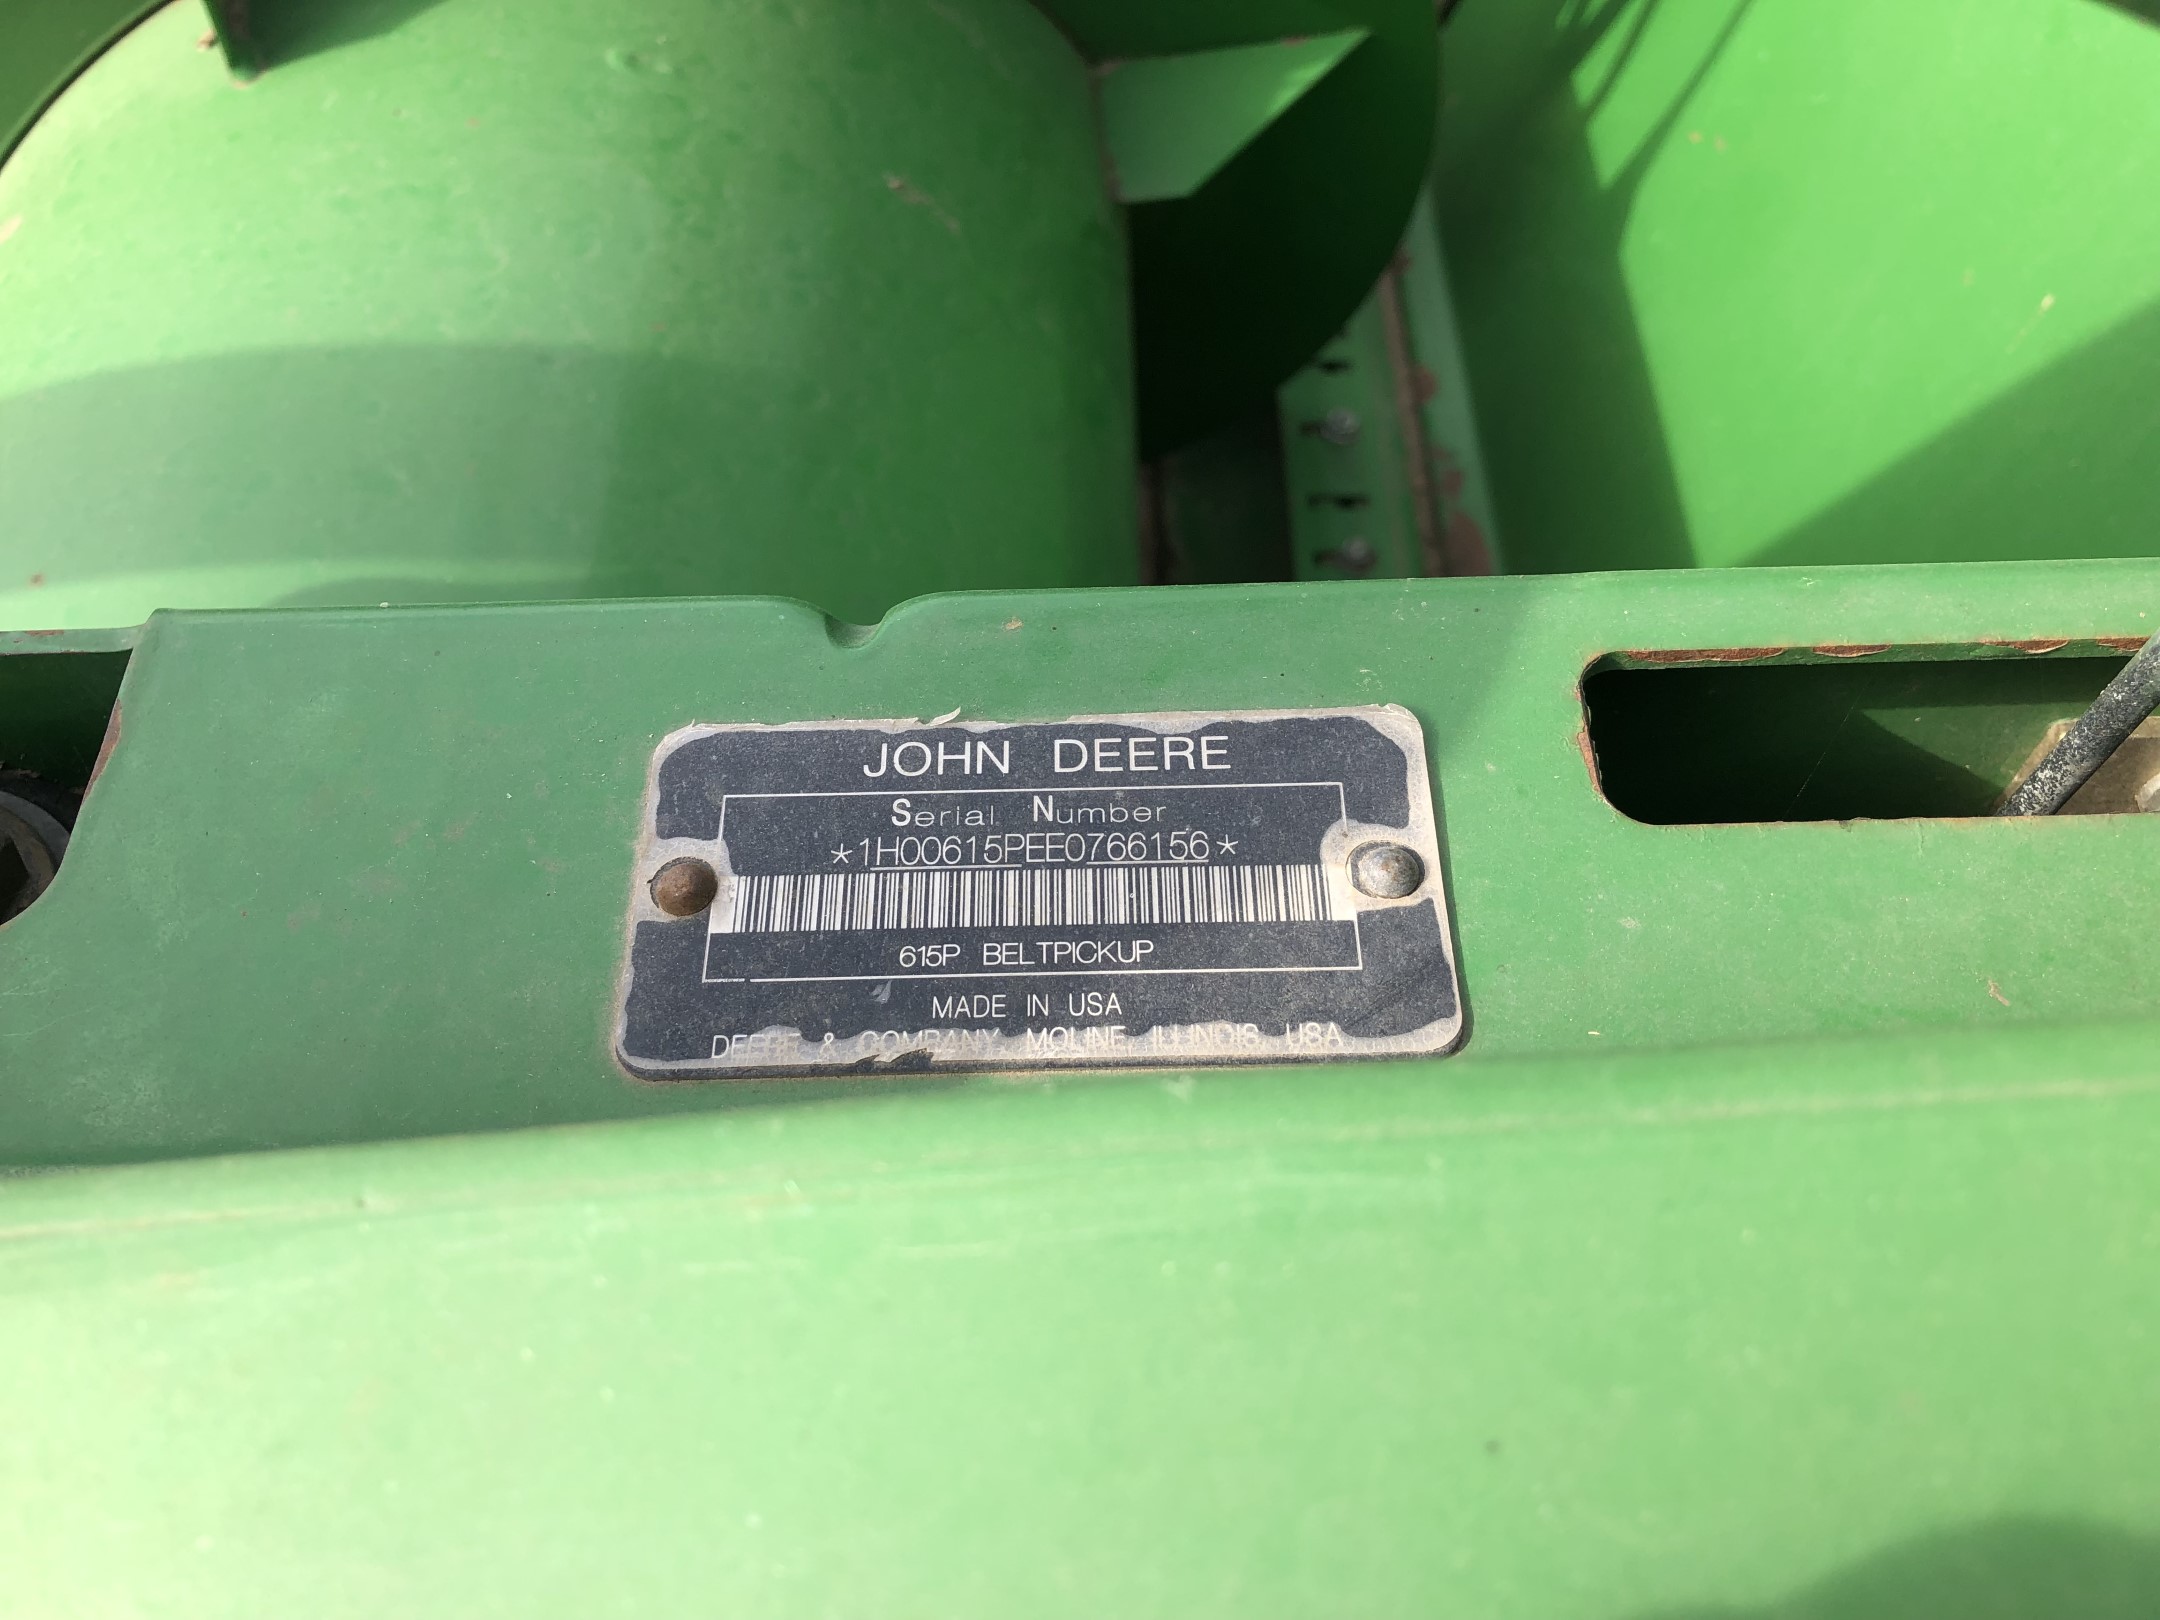 JOHN DEERE
Serial Number
*1H00615PEE0766156*
615P BELTPICKUP
MADE IN USA
DEERE & COMPANY MOLINE ILLINOIS USA